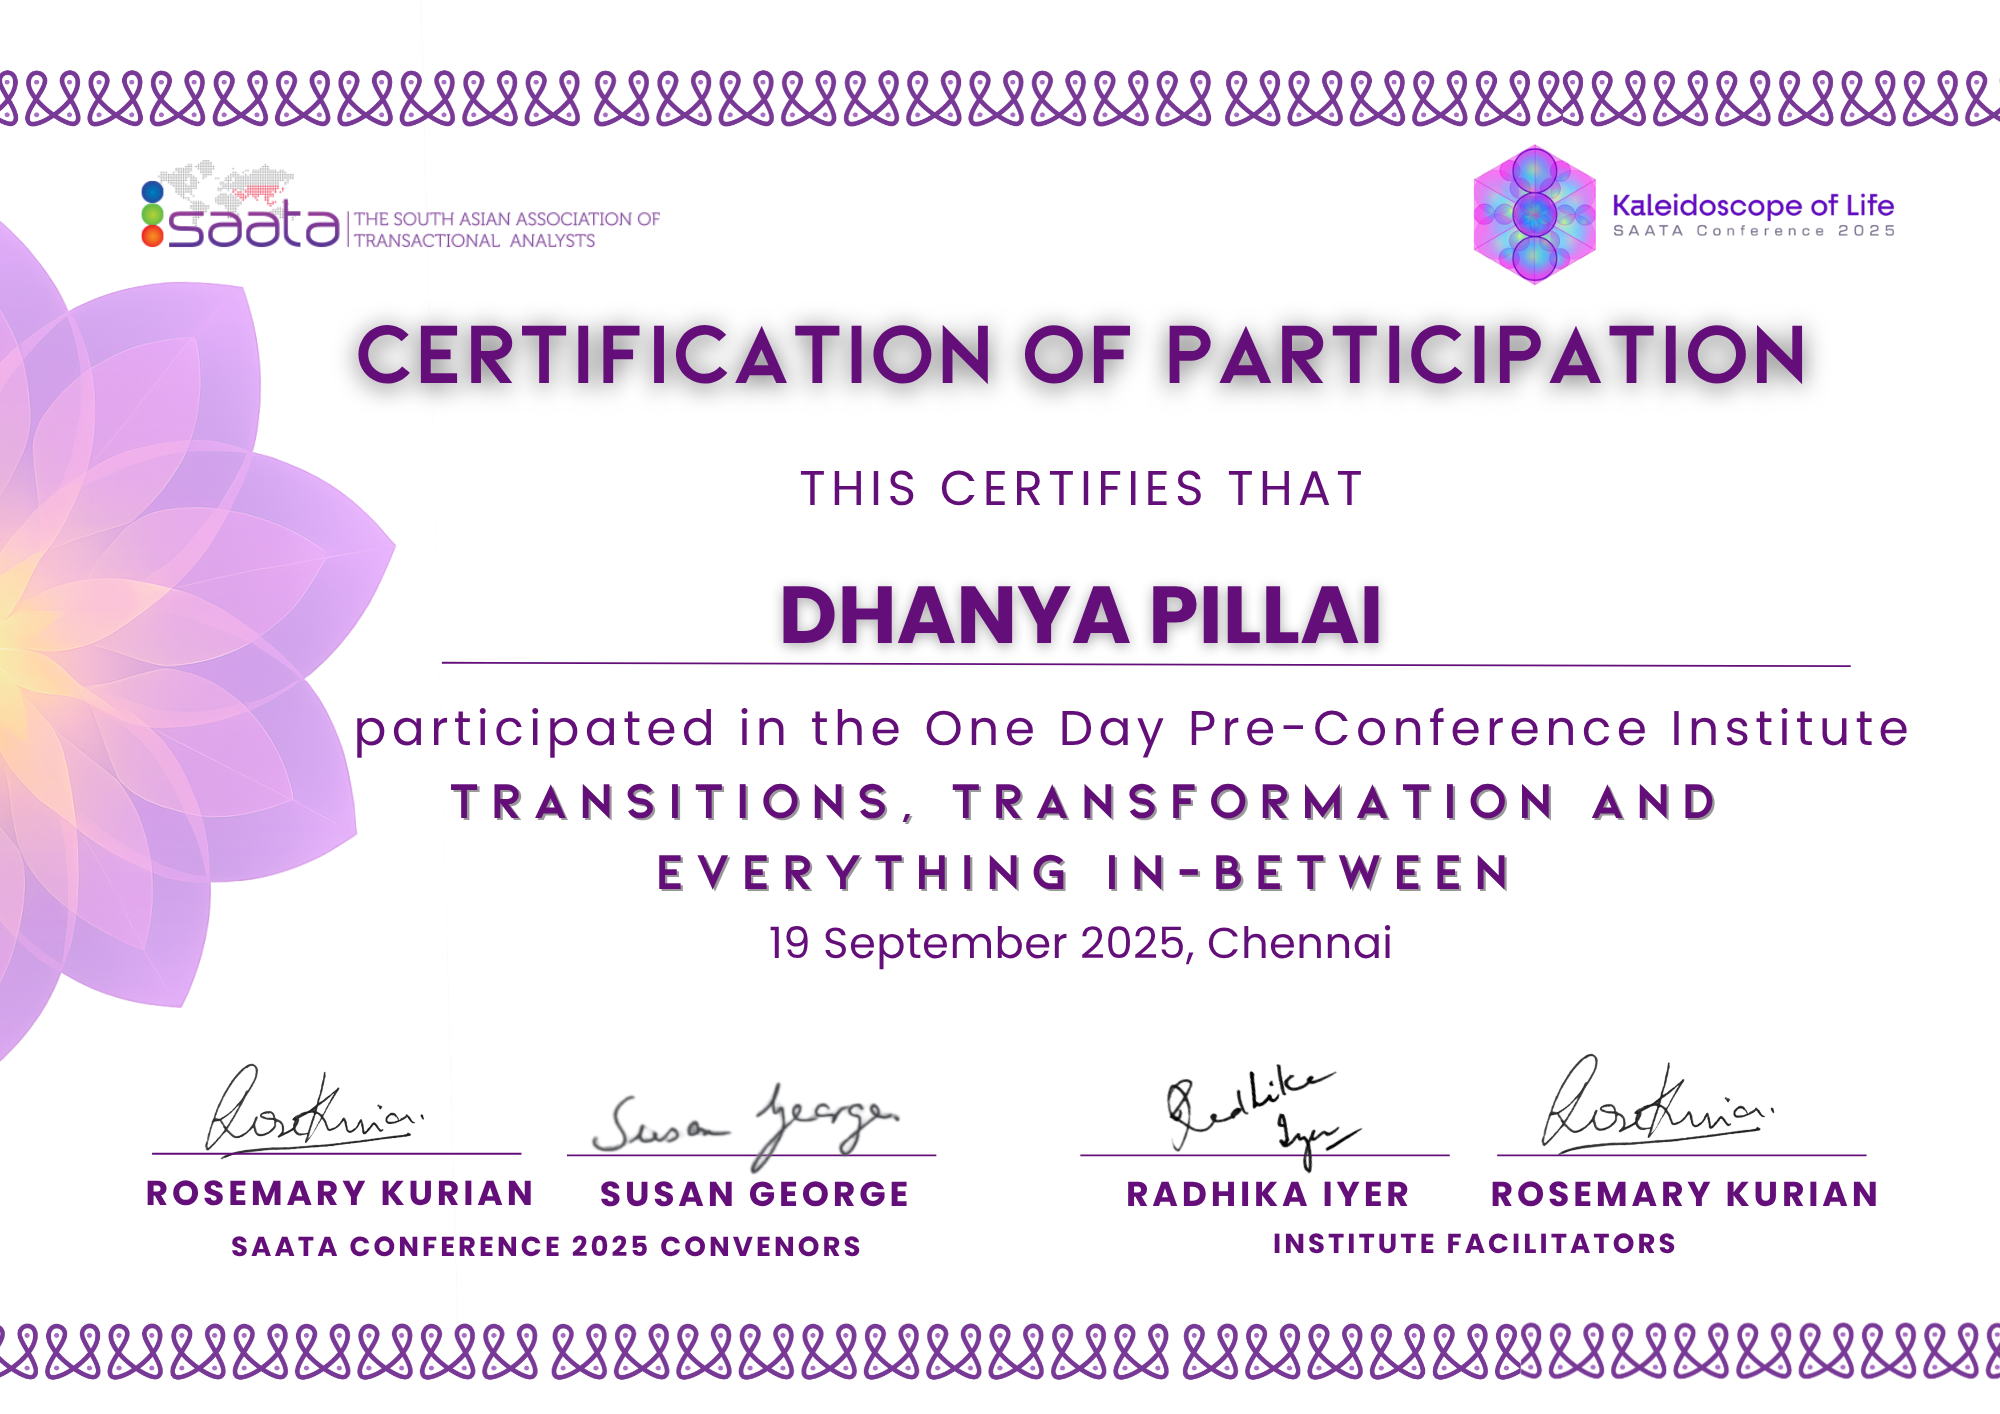 saata
THE SOUTH ASIAN ASSOCIATION OF
TRANSACTIONAL ANALYSTS
Kaleidoscope of Life
SAATA Conference 2025
CERTIFICATION OF PARTICIPATION
THIS CERTIFIES THAT
DHANYA PILLAI
participated in the One Day Pre-Conference Institute
TRANSITIONS, TRANSFORMATION AND
EVERYTHING IN-BETWEEN
19 September 2025, Chennai
RoseKurian.
Susan George
Radhika
Iyer
RoseKurian.
ROSEMARY KURIAN
SUSAN GEORGE
RADHIKA IYER
ROSEMARY KURIAN
SAATA CONFERENCE 2025 CONVENORS
INSTITUTE FACILITATORS